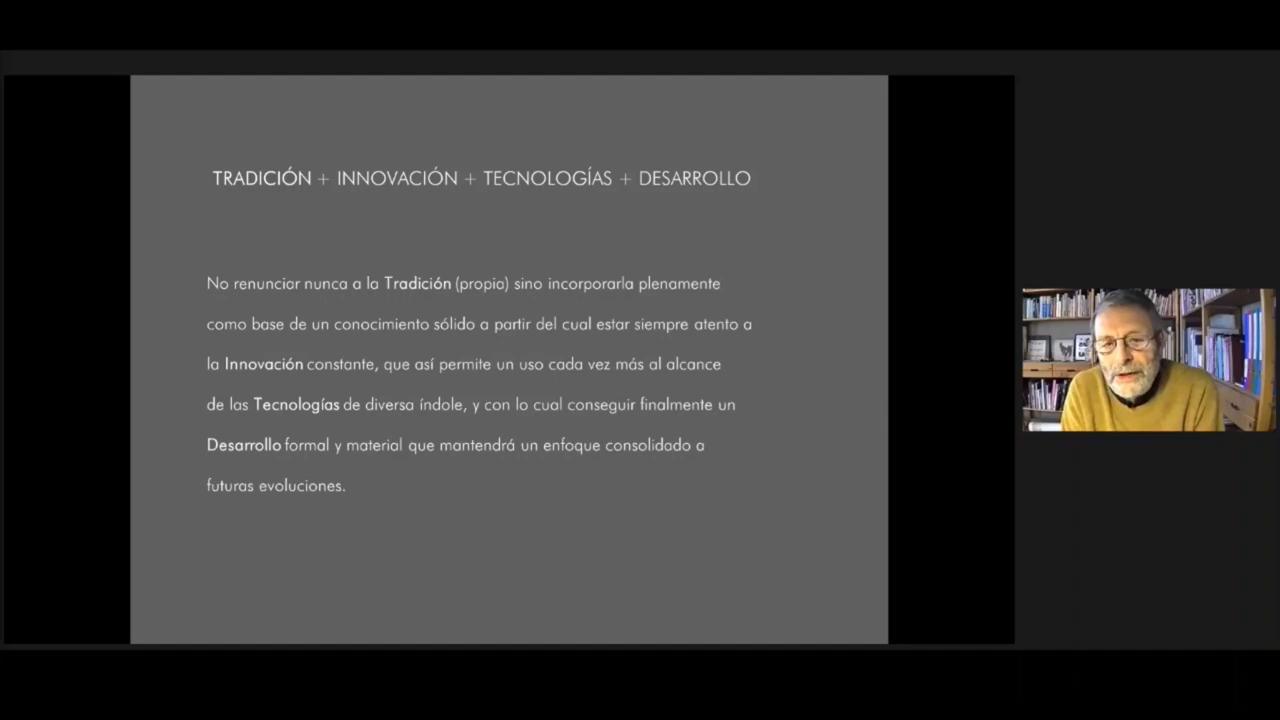 TRADICIÓN + INNOVACIÓN + TECNOLOGÍAS + DESARROLLO
No renunciar nunca a la Tradición (propia) sino incorporarla plenamente
como base de un conocimiento sólido a partir del cual estar siempre atento a
la Innovación constante, que así permite un uso cada vez más al alcance
de las Tecnologías de diversa índole, y con lo cual conseguir finalmente un
Desarrollo formal y material que mantendrá un enfoque consolidado a
futuras evoluciones.